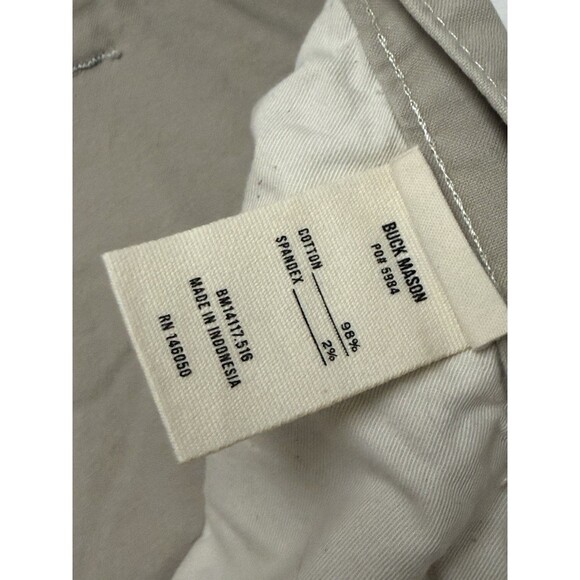 BUCK MASON
PO# 5984
COTTON 98%
SPANDEX 2%
BM14117.516
MADE IN INDONESIA
RN 146050